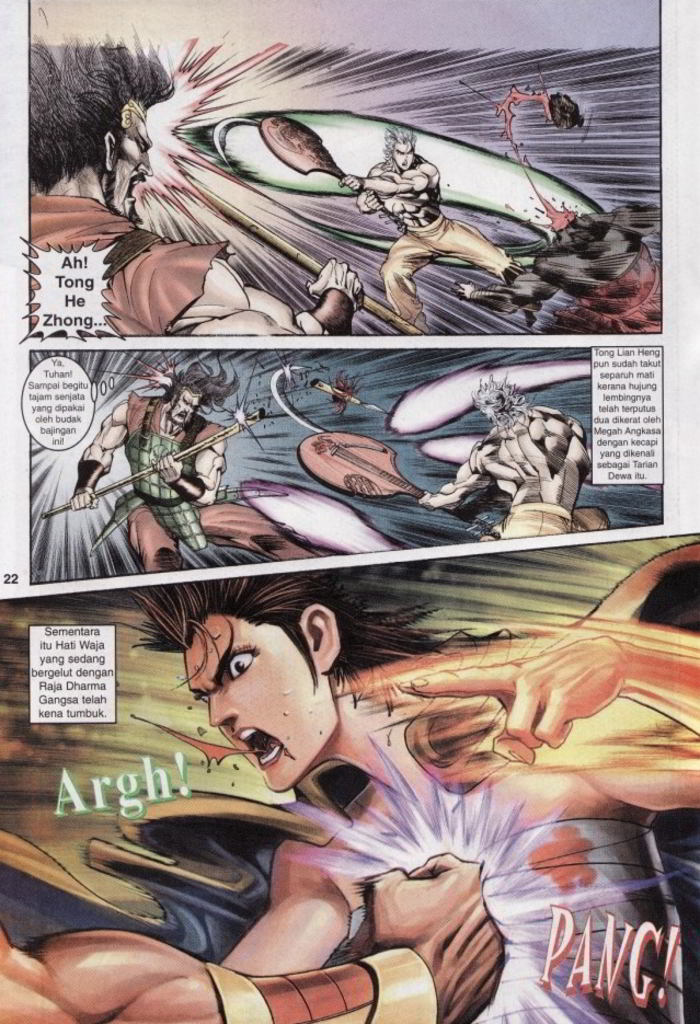 Ah!
Tong
He
Zhong...
Ya,
Tuhan!
Sampai begitu
tajam senjata
yang dipakai
oleh budak
bajingan
ini!
Tong Lian Heng
pun sudah takut
separuh mati
kerana hujung
lembingnya
telah terputus
dua dikerat oleh
Megah Angkasa
dengan kecapi
yang dikenali
sebagai Tarian
Dewa itu.
22
Sementara
itu Hati Waja
yang sedang
bergelut dengan
Raja Dharma
Gangsa telah
kena tumbuk.
Argh!
PANG!